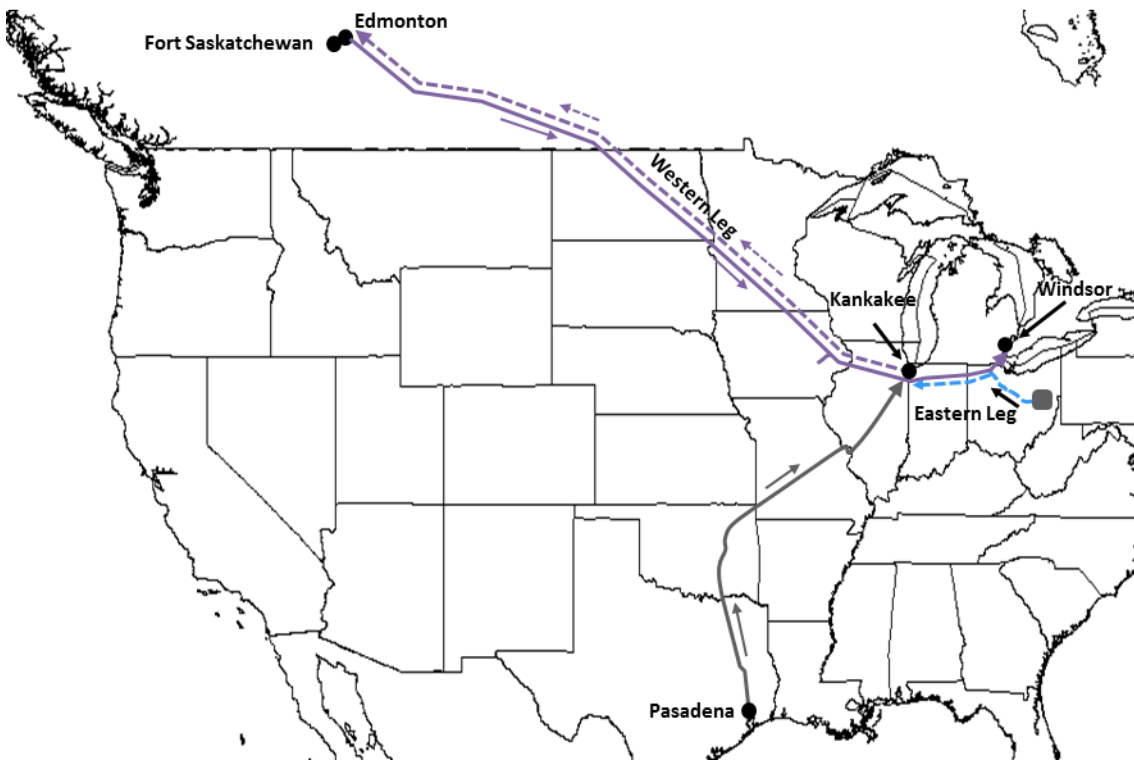 Edmonton
Fort Saskatchewan
Western Leg
Kankakee
Windsor
Eastern Leg
Pasadena